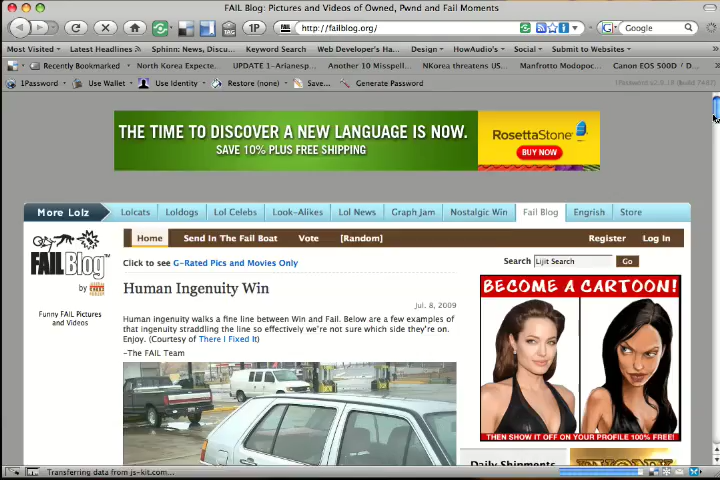 FAIL Blog: Pictures and Videos of Owned, Pwnd and Fail Moments
1P
http://failblog.org/
Google
Most Visited
Latest Headlines
Sphinn: News, Discu...
Keyword Search
Web Developer's Ha...
Design
HowAudio's
Social
Submit to Websites
Recently Bookmarked
North Korea Expecte...
UPDATE 1-Arianesp...
Another 10 Misspell...
NKorea threatens US...
Manfrotto Modopoc...
Canon EOS 500D
1Password
Use Wallet
Use Identity
Restore (none)
Save...
Generate Password
THE TIME TO DISCOVER A NEW LANGUAGE IS NOW.
SAVE 10% PLUS FREE SHIPPING
RosettaStone
BUY NOW
More Lolz
Lolcats
Loldogs
Lol Celebs
Look-Alikes
Lol News
Graph Jam
Nostalgic Win
Fail Blog
Engrish
Store
Home
Send In The Fail Boat
Vote
[Random]
Register
Log In
FAIL BLOG
by
Funny FAIL Pictures
and Videos
Click to see G-Rated Pics and Movies Only
Search
Lijit Search
Go
Human Ingenuity Win
Jul. 8, 2009
Human ingenuity walks a fine line between Win and Fail. Below are a few examples of
that ingenuity straddling the line so effectively we're not sure which side they're on.
Enjoy. (Courtesy of There I Fixed It)
-The FAIL Team
BECOME A CARTOON!
THEN SHOW IT OFF ON YOUR PROFILE 100% FREE!
Daily Shipments
Transferring data from js-kit.com...